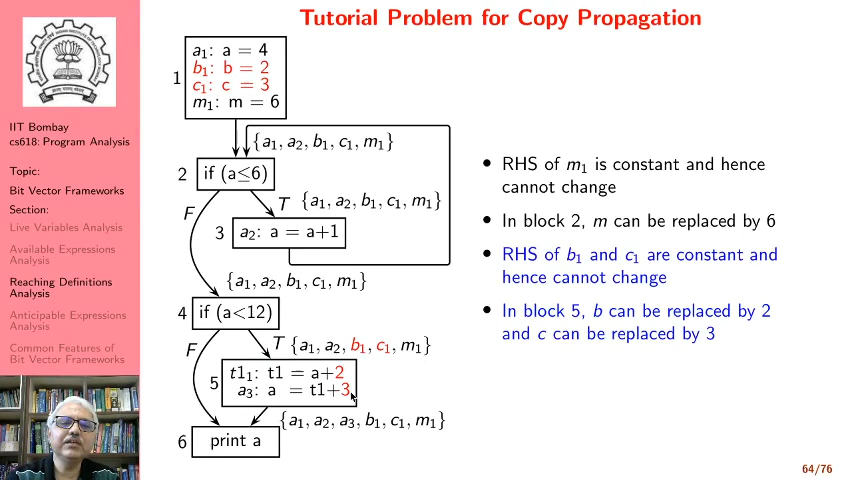 Tutorial Problem for Copy Propagation
IIT Bombay
cs618: Program Analysis
Topic:
Bit Vector Frameworks
Section:
Live Variables Analysis
Available Expressions
Analysis
Reaching Definitions
Analysis
Anticipable Expressions
Analysis
Common Features of
Bit Vector Frameworks
1
a₁: a = 4
b₁: b = 2
c₁: c = 3
m₁: m = 6
{a₁, a₂, b₁, c₁, m₁}
2
if (a≤6)
F
T {a₁, a₂, b₁, c₁, m₁}
3
a₂: a = a+1
{a₁, a₂, b₁, c₁, m₁}
4
if (a<12)
F
T {a₁, a₂, b₁, c₁, m₁}
5
t1₁: t1 = a+2
a₃: a = t1+3
{a₁, a₂, a₃, b₁, c₁, m₁}
6
print a
• RHS of m₁ is constant and hence
cannot change
• In block 2, m can be replaced by 6
• RHS of b₁ and c₁ are constant and
hence cannot change
• In block 5, b can be replaced by 2
and c can be replaced by 3
64/76